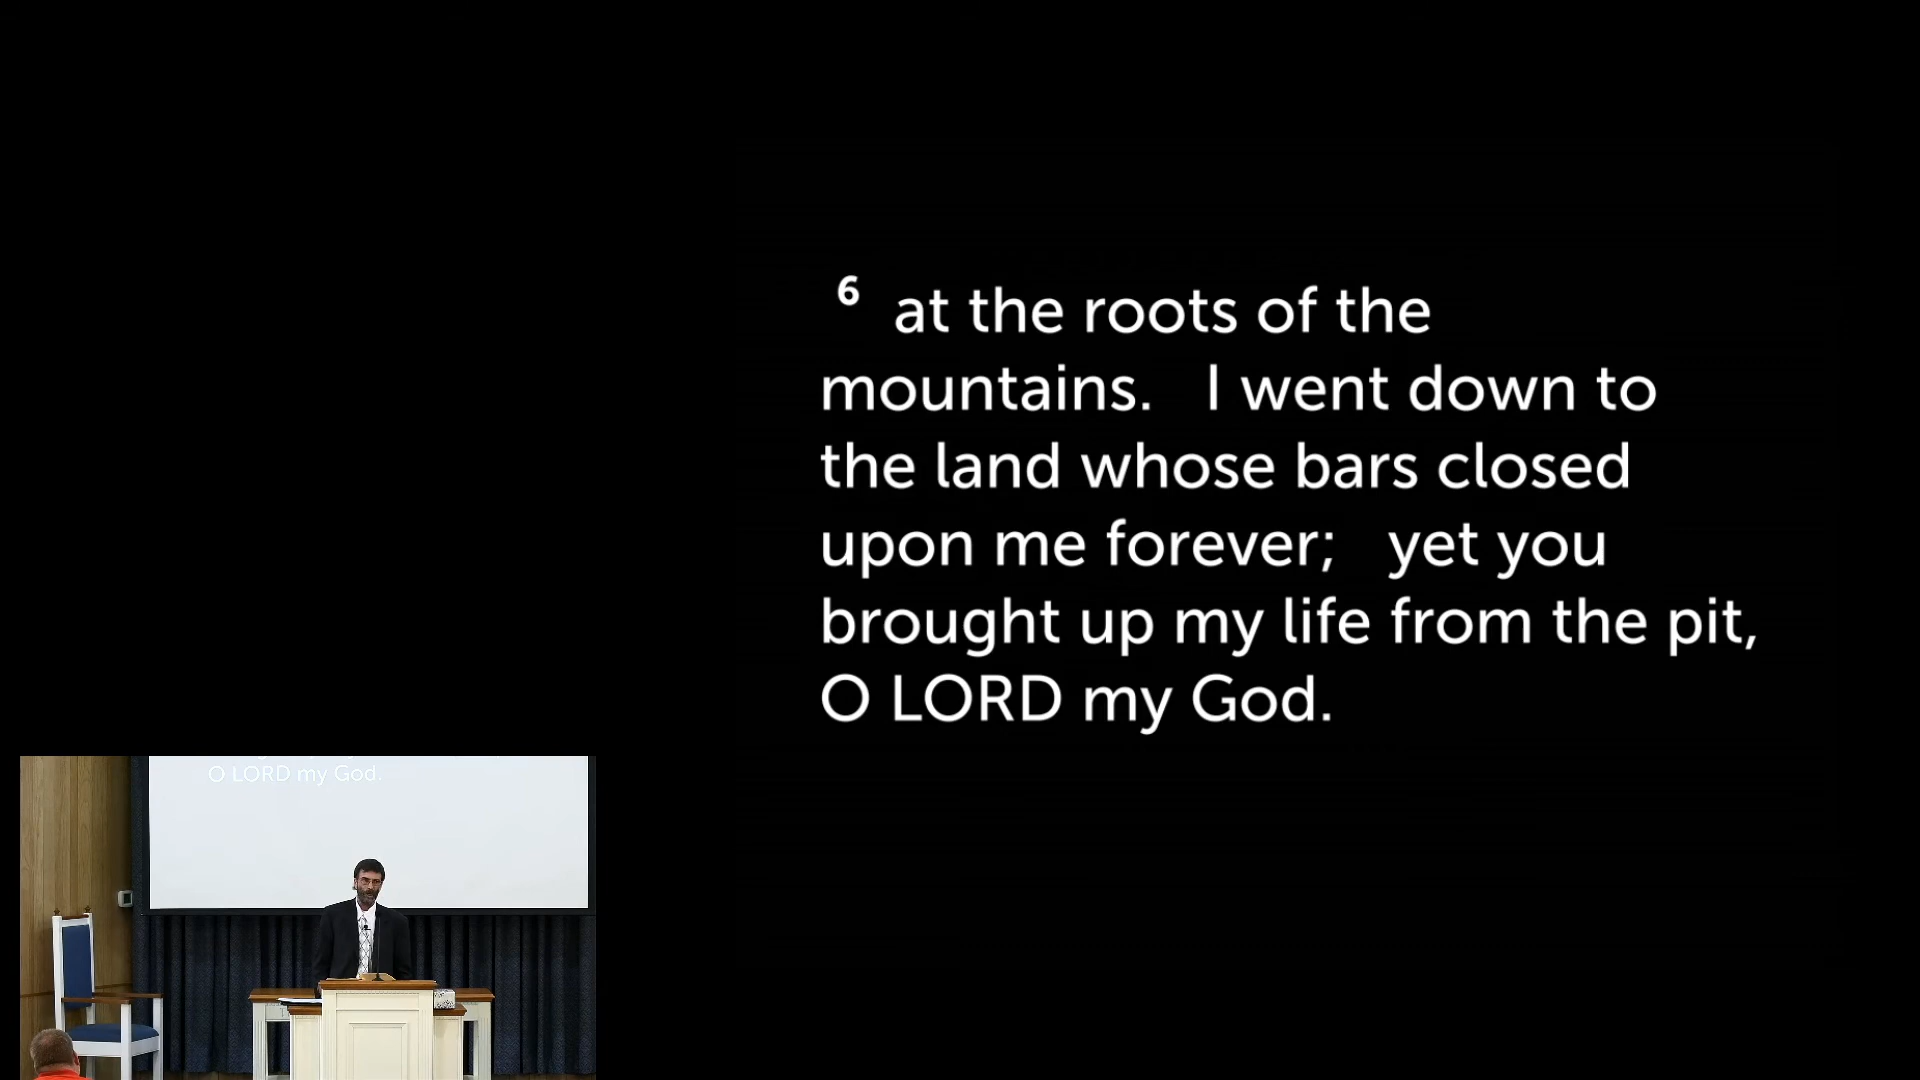 6 at the roots of the
mountains. I went down to
the land whose bars closed
upon me forever; yet you
brought up my life from the pit,
O LORD my God.
O LORD my God.